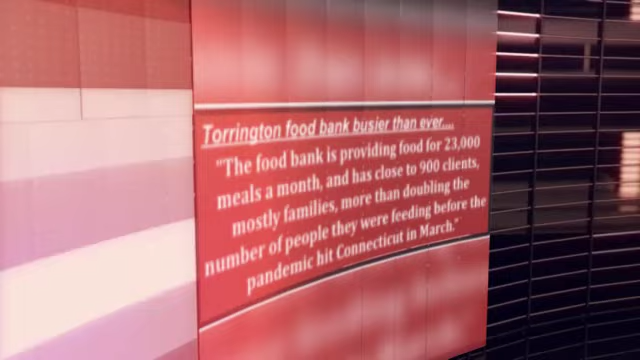 Torrington food bank busier than ever....
"The food bank is providing food for 23,000
meals a month, and has close to 900 clients,
mostly families, more than doubling the
number of people they were feeding before the
pandemic hit Connecticut in March."